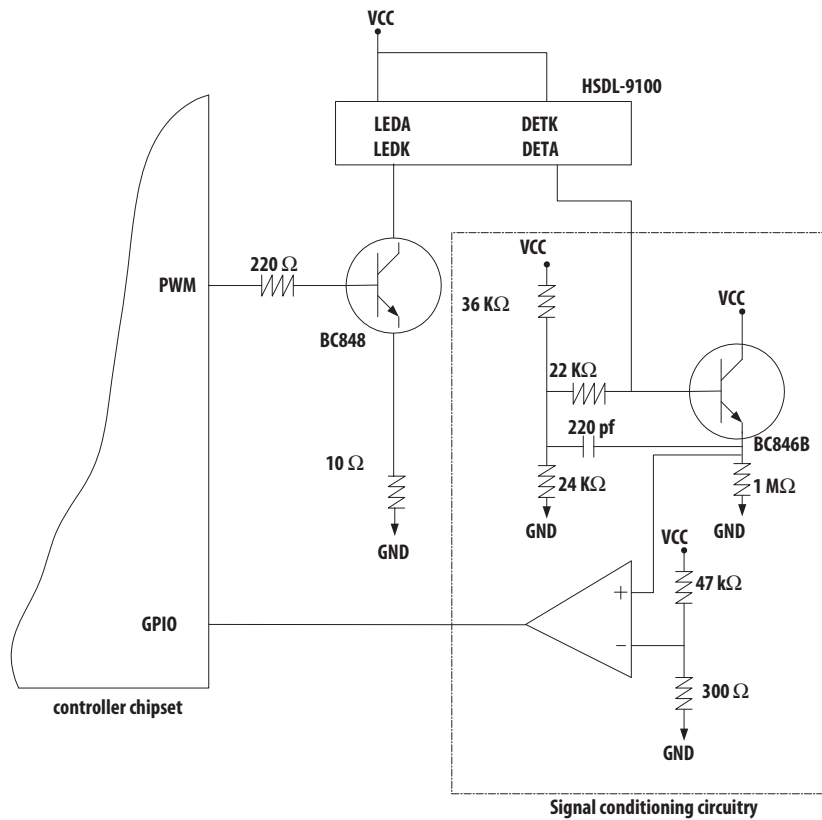 VCC
HSDL-9100
LEDA DETK
LEDK DETA
VCC
220 Ω
PWM
36 KΩ
VCC
BC848
22 KΩ
220 pf
BC846B
10 Ω
24 KΩ
1 MΩ
GND
GND
GND
VCC
47 kΩ
+
GPIO
−
300 Ω
controller chipset
GND
Signal conditioning circuitry